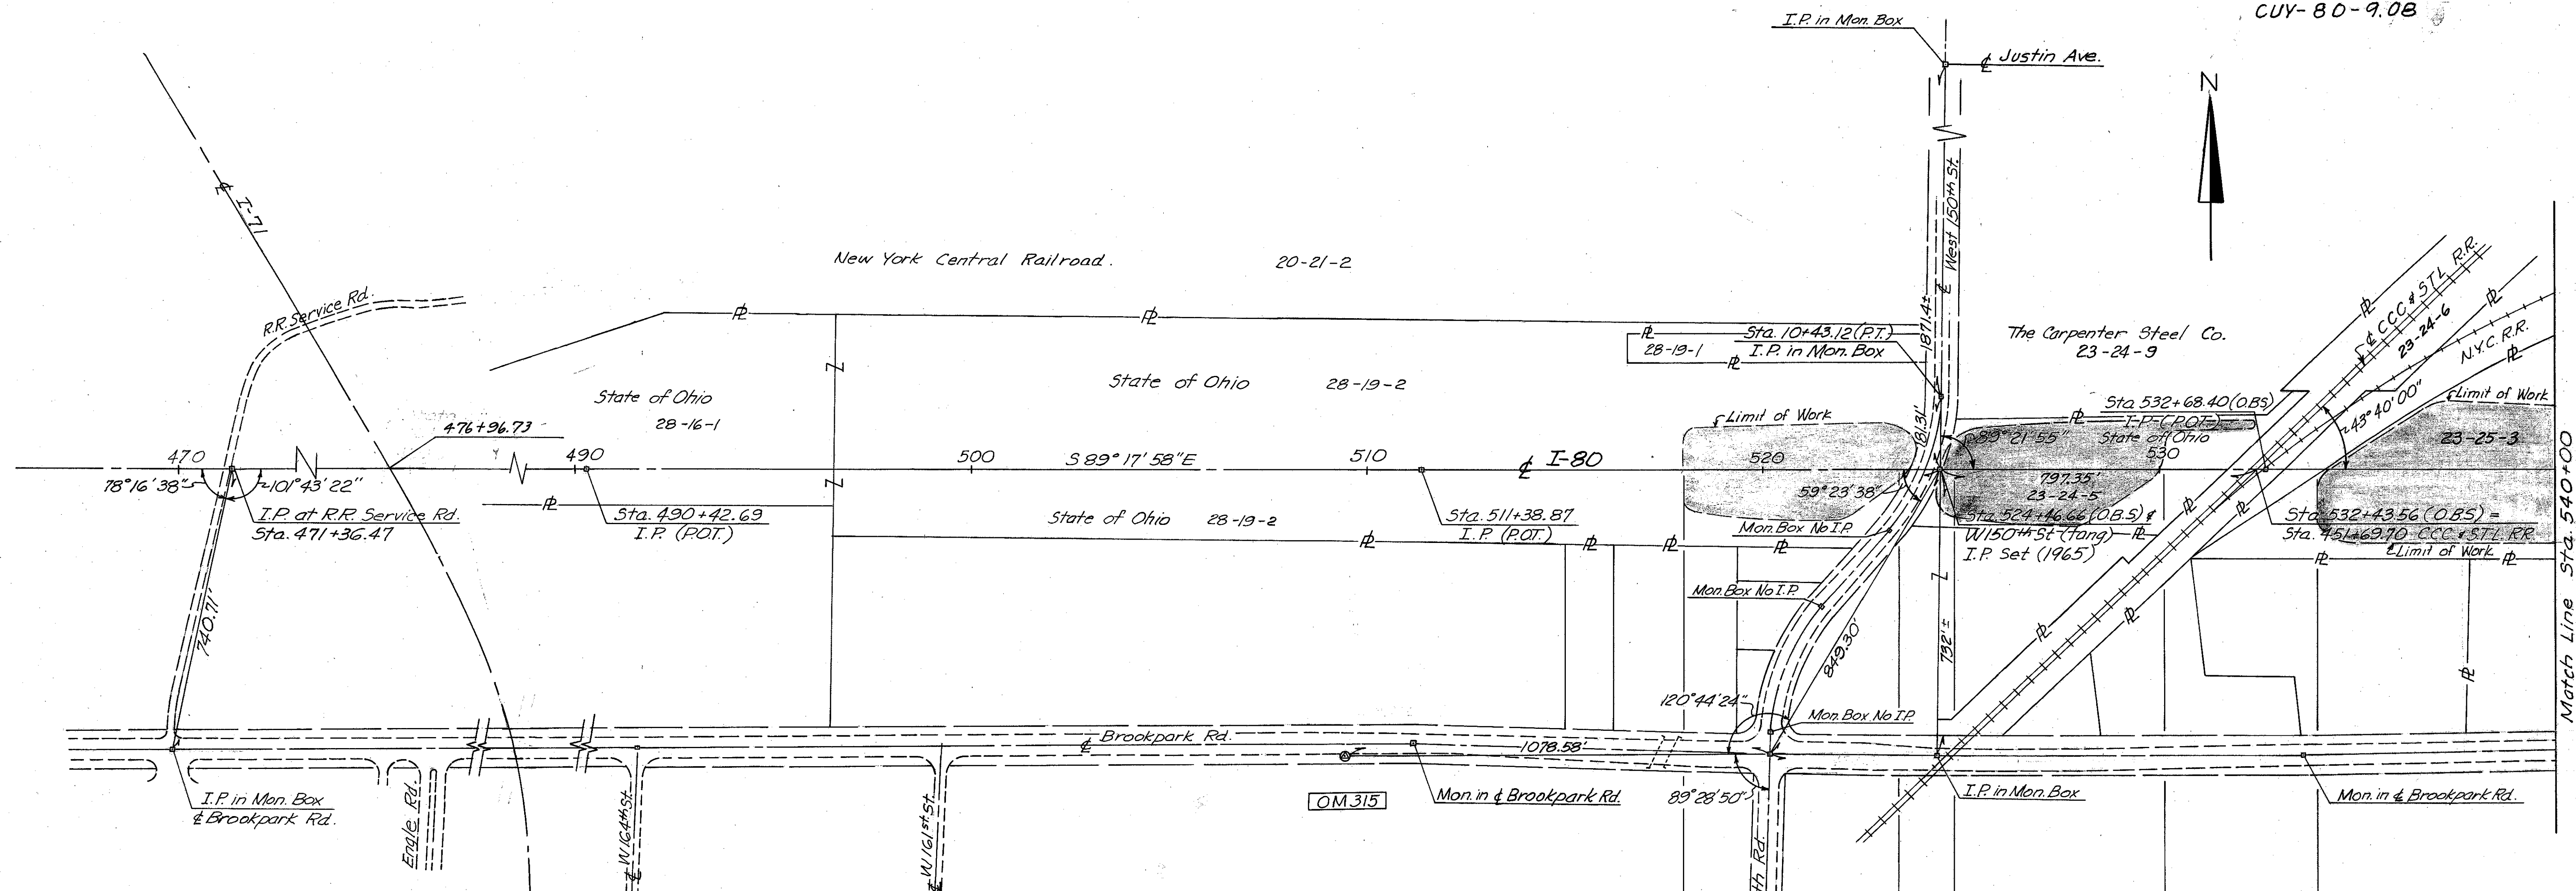 CUY-80-9.08
I.P. in Mon. Box
℄ Justin Ave.
N
℄ I-71
℄ West 150th St.
New York Central Railroad.
20-21-2
R.R. Service Rd.
1871.4±
Sta. 10+43.12 (P.T.)
I.P. in Mon. Box
28-19-1
The Carpenter Steel Co.
23-24-9
℄ CCC & STL R.R.
23-24-6
N.Y.C. R.R.
State of Ohio
28-16-1
State of Ohio
28-19-2
Limit of Work
181.31'
Sta. 532+68.40 (OBS)
I.P. (P.O.T.)
43°40'00"
Limit of Work
476+96.73
89°21'55"
State of Ohio
23-25-3
470
490
500
S 89° 17' 58" E
510
℄ I-80
520
530
78°16'38"
101°43'22"
59°23'38"
797.35'
23-24-5
I.P. at R.R. Service Rd.
Sta. 471+36.47
Sta. 490+42.69
I.P. (P.O.T.)
State of Ohio
28-19-2
Sta. 511+38.87
I.P. (P.O.T.)
Mon. Box No I.P.
Sta. 524+46.66 (O.B.S) ℄
W150th St (tang)
I.P. Set (1965)
Sta. 532+43.56 (OBS) =
Sta. 451+69.70 CCC & STL RR.
Limit of Work
Match Line Sta. 540+00
740.71'
Mon. Box No I.P.
849.30'
732'±
120°44'24"
Mon. Box No I.P.
℄ Brookpark Rd.
1078.58'
I.P. in Mon. Box
℄ Brookpark Rd.
Engle Rd.
℄ W164th St.
℄ W161st St.
OM 315
Mon. in ℄ Brookpark Rd.
89°28'50"
th Rd.
I.P. in Mon. Box
Mon. in ℄ Brookpark Rd.